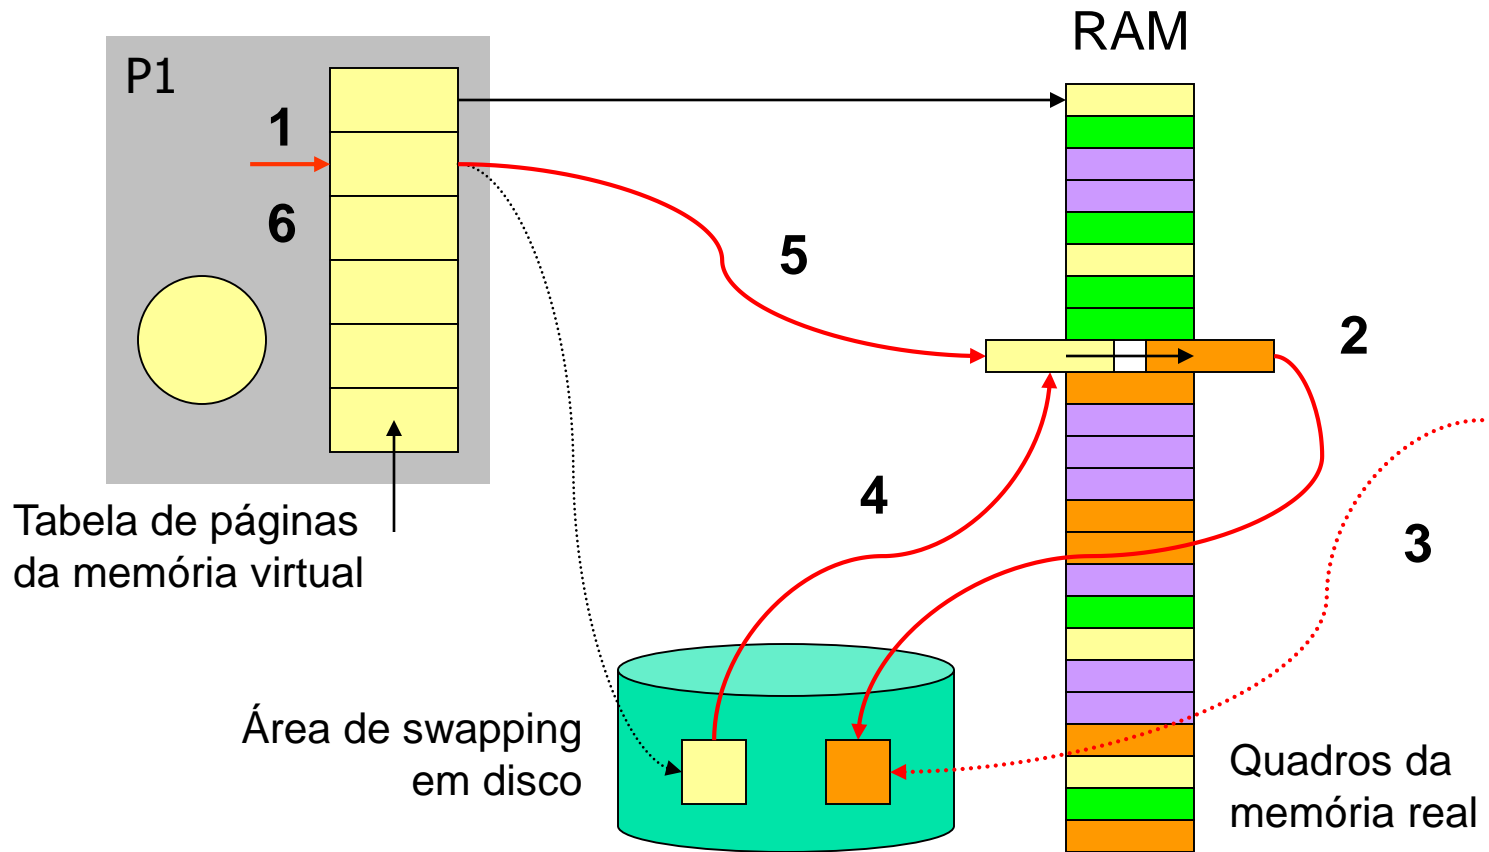 RAM
P1
1
6
5
2
4
3
Tabela de páginas
da memória virtual
Área de swapping
em disco
Quadros da
memória real